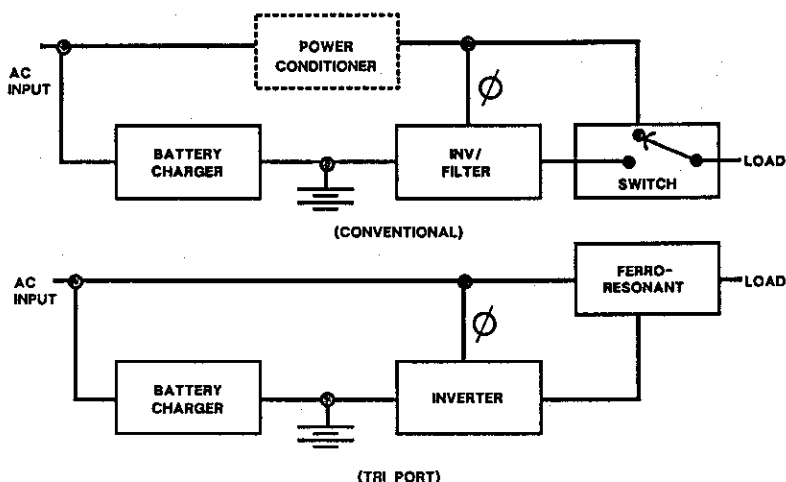 POWER
CONDITIONER
AC
INPUT
Ø
BATTERY
CHARGER
INV/
FILTER
SWITCH
LOAD
(CONVENTIONAL)
AC
INPUT
FERRO-
RESONANT
LOAD
Ø
BATTERY
CHARGER
INVERTER
(TRI PORT)